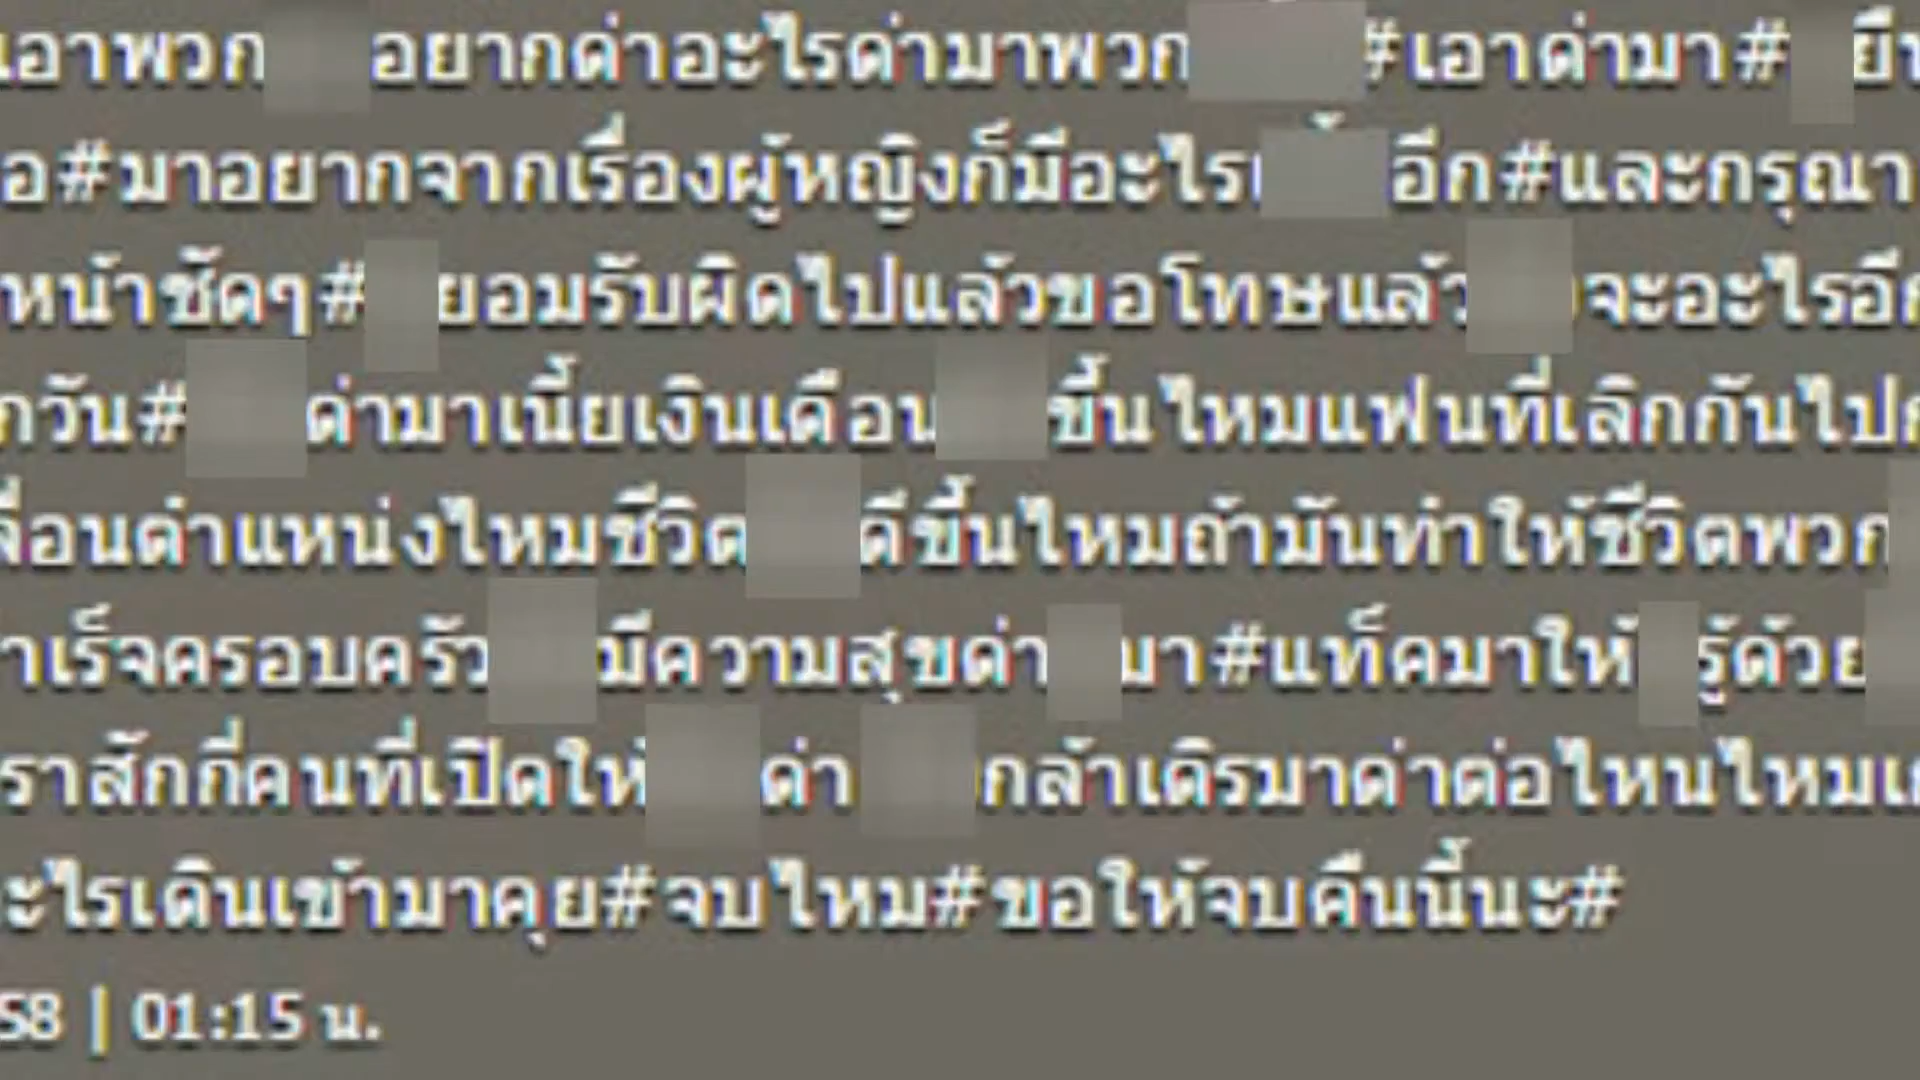 เอาพวก อยากด่าอะไรด่ามาพวก #เอาด่ามา# ยืน
อ#มาอยากจากเรื่องผู้หญิงก็มีอะไร อีก#และกรุณา
หน้าชัดๆ# ยอมรับผิดไปแล้วขอโทษแล้ว จะอะไรอีก
กวัน# ด่ามาเนี้ยเงินเดือน ขึ้นไหมแฟนที่เลิกกันไป
ลื่อนตำแหน่งไหมชีวิต ดีขึ้นไหมถ้ามันทำให้ชีวิตพวก
ำเร็จครอบครัว มีความสุขด่า มา#แท็คมาให้ รู้ด้วย
ราสักกี่คนที่เปิดให้ ด่า กล้าเดิรมาด่าต่อไหนไหม
ะไรเดินเข้ามาคุย#จบไหม#ขอให้จบคืนนี้นะ#
58 | 01:15 น.